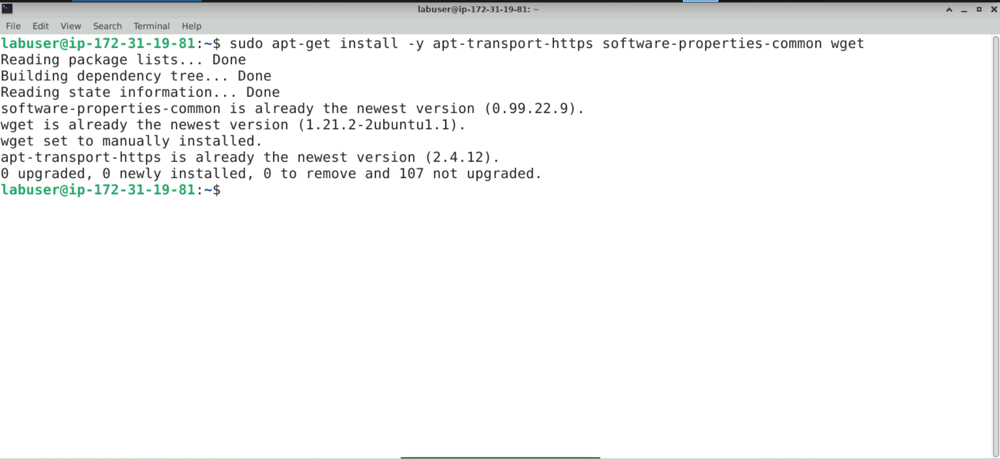 labuser@ip-172-31-19-81: ~
File Edit View Search Terminal Help
labuser@ip-172-31-19-81:~$ sudo apt-get install -y apt-transport-https software-properties-common wget
Reading package lists... Done
Building dependency tree... Done
Reading state information... Done
software-properties-common is already the newest version (0.99.22.9).
wget is already the newest version (1.21.2-2ubuntu1.1).
wget set to manually installed.
apt-transport-https is already the newest version (2.4.12).
0 upgraded, 0 newly installed, 0 to remove and 107 not upgraded.
labuser@ip-172-31-19-81:~$